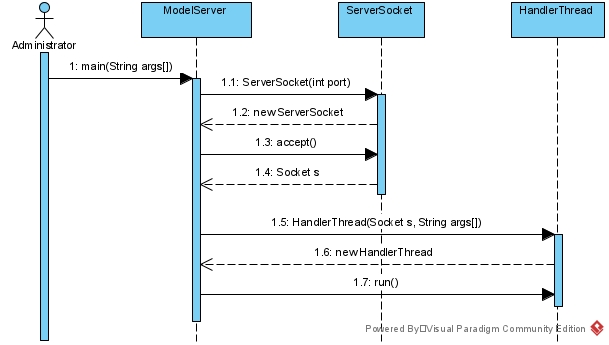 ModelServer
ServerSocket
HandlerThread
Administrator
1: main(String args[])
1.1: ServerSocket(int port)
1.2: newServerSocket
1.3: accept()
1.4: Socket s
1.5: HandlerThread(Socket s, String args[])
1.6: newHandlerThread
1.7: run()
Powered By Visual Paradigm Community Edition